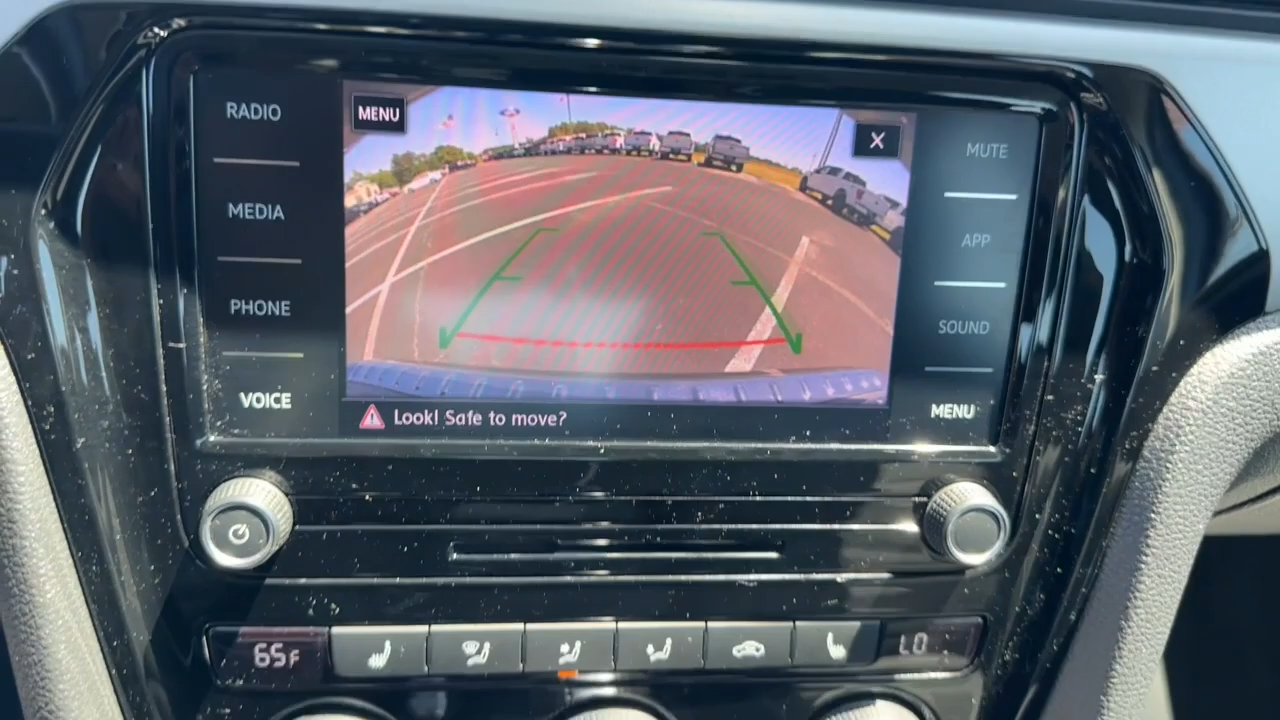 RADIO
MEDIA
PHONE
VOICE
MENU
X
Look! Safe to move?
MUTE
APP
SOUND
MENU
65F
LO